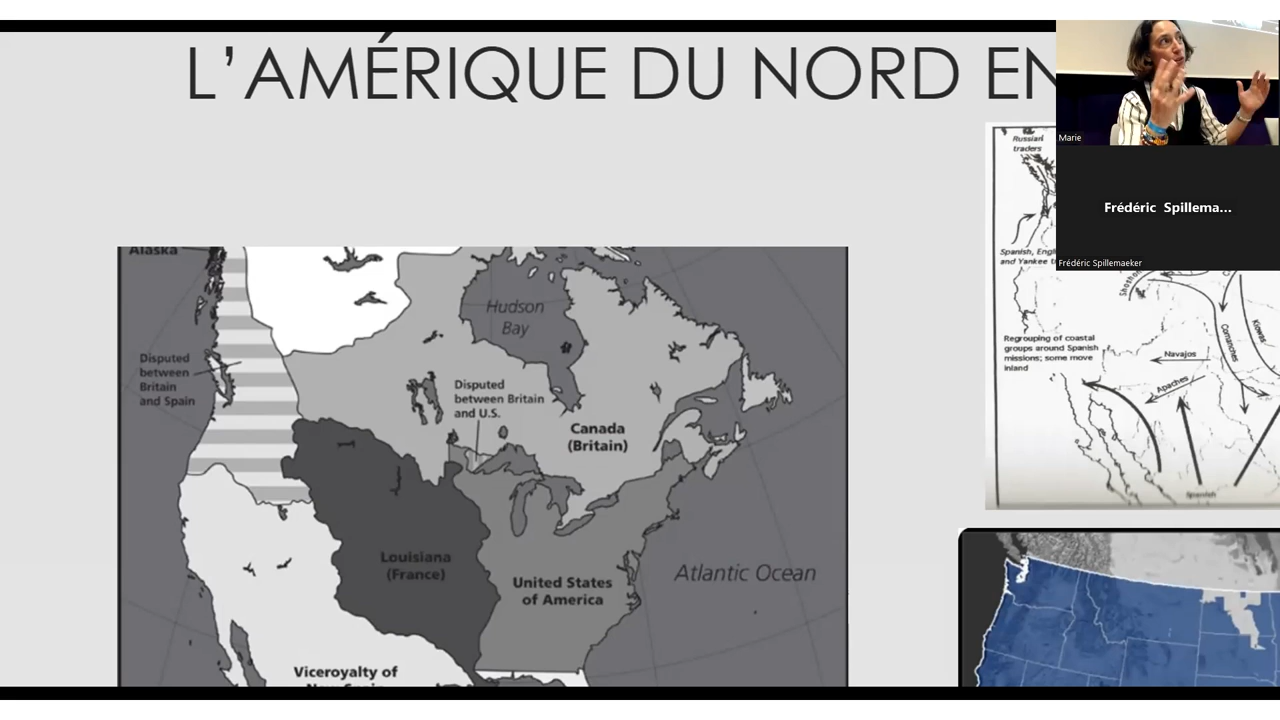 L'AMÉRIQUE DU NORD EN
Marie
Frédéric Spillema...
Frédéric Spillemaeker
Alaska
Hudson
Bay
Disputed
between
Britain
and Spain
Disputed
between Britain
and U.S.
Canada
(Britain)
Louisiana
(France)
United States
of America
Atlantic Ocean
Viceroyalty of
Russian
traders
Spanish, Engl
and Yankee t
Regrouping of coastal
groups around Spanish
missions; some move
inland
Navajos
Apaches
Comanches
Kiowas
Spanish